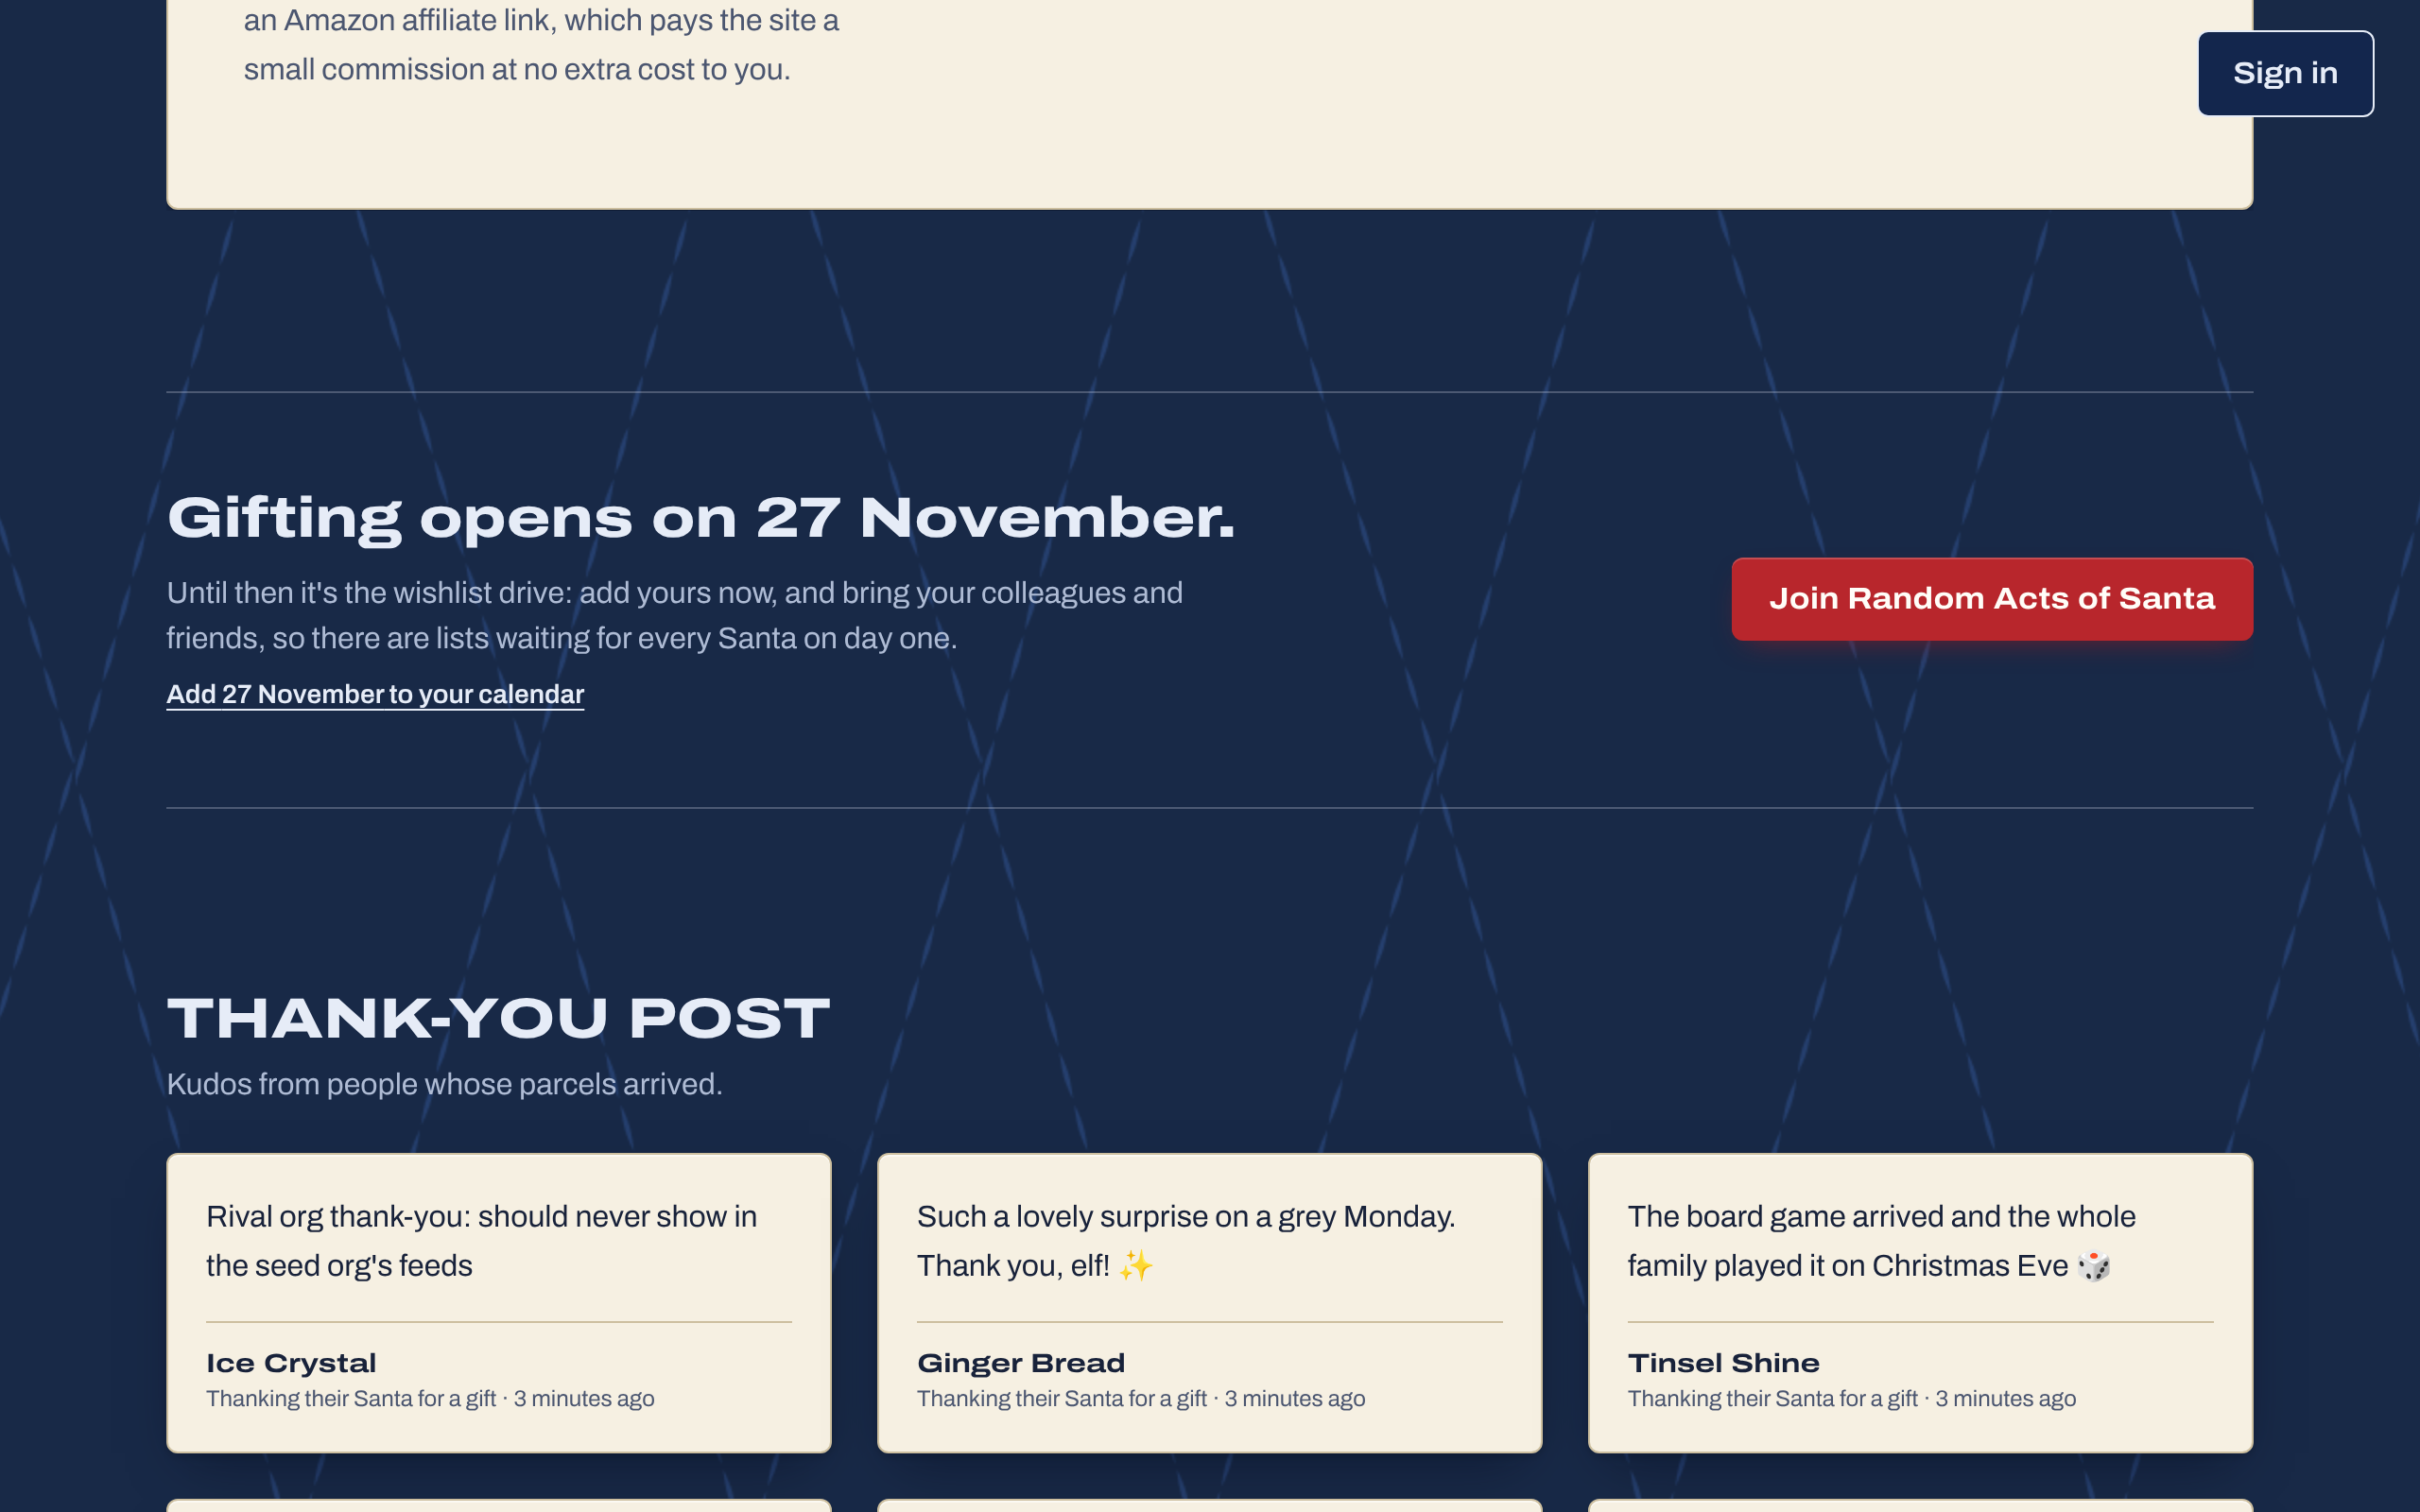 an Amazon affiliate link, which pays the site a
small commission at no extra cost to you.
Sign in
Gifting opens on 27 November.
Until then it's the wishlist drive: add yours now, and bring your colleagues and
friends, so there are lists waiting for every Santa on day one.
Add 27 November to your calendar
Join Random Acts of Santa
THANK-YOU POST
Kudos from people whose parcels arrived.
Rival org thank-you: should never show in
the seed org's feeds
Ice Crystal
Thanking their Santa for a gift · 3 minutes ago
Such a lovely surprise on a grey Monday.
Thank you, elf! ✨
Ginger Bread
Thanking their Santa for a gift · 3 minutes ago
The board game arrived and the whole
family played it on Christmas Eve 🎲
Tinsel Shine
Thanking their Santa for a gift · 3 minutes ago